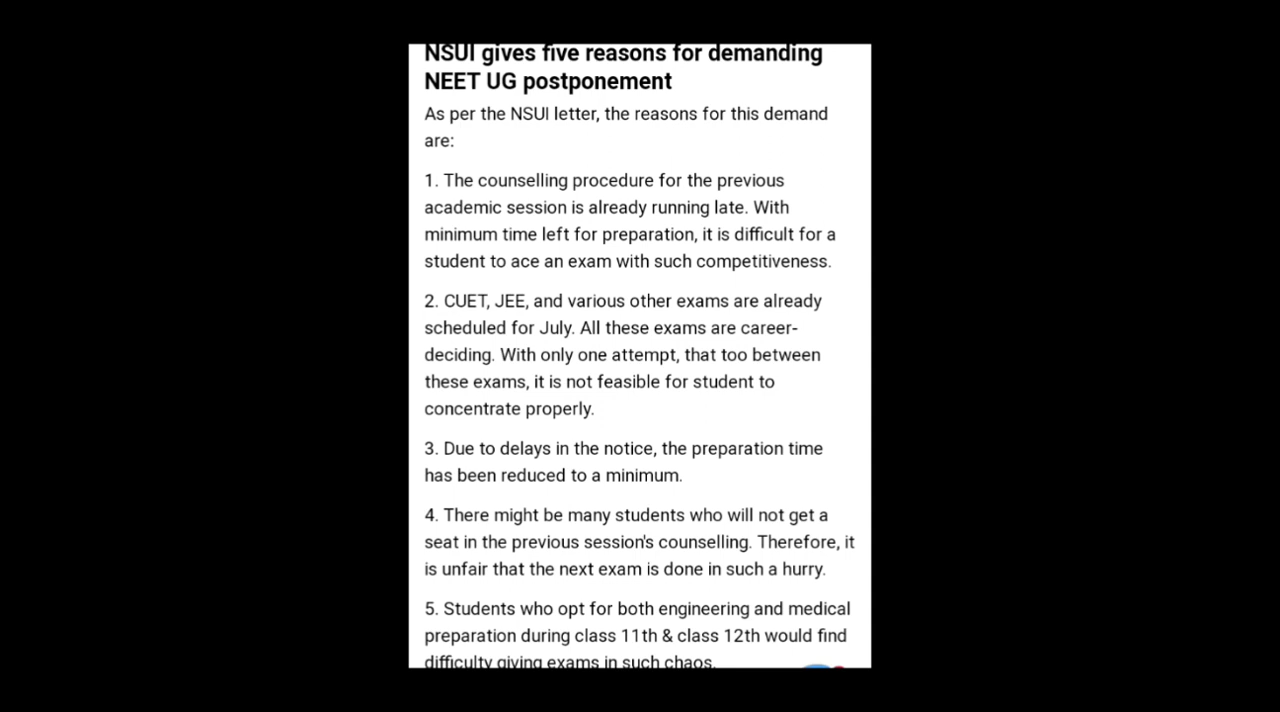 NSUI gives five reasons for demanding
NEET UG postponement
As per the NSUI letter, the reasons for this demand
are:
1. The counselling procedure for the previous
academic session is already running late. With
minimum time left for preparation, it is difficult for a
student to ace an exam with such competitiveness.
2. CUET, JEE, and various other exams are already
scheduled for July. All these exams are career-
deciding. With only one attempt, that too between
these exams, it is not feasible for student to
concentrate properly.
3. Due to delays in the notice, the preparation time
has been reduced to a minimum.
4. There might be many students who will not get a
seat in the previous session's counselling. Therefore, it
is unfair that the next exam is done in such a hurry.
5. Students who opt for both engineering and medical
preparation during class 11th & class 12th would find
difficulty giving exams in such chaos.